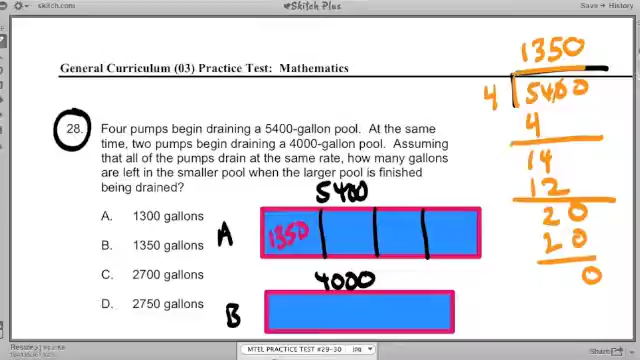 skitch.com
Skitch Plus
Save → History
General Curriculum (03) Practice Test: Mathematics
28. Four pumps begin draining a 5400-gallon pool. At the same
time, two pumps begin draining a 4000-gallon pool. Assuming
that all of the pumps drain at the same rate, how many gallons
are left in the smaller pool when the larger pool is finished
being drained?
A. 1300 gallons
B. 1350 gallons
C. 2700 gallons
D. 2750 gallons
5400
A
1350
4000
B
1350
4 5400
4
14
12
20
20
0
MTEL PRACTICE TEST #29-30
jpg
Share